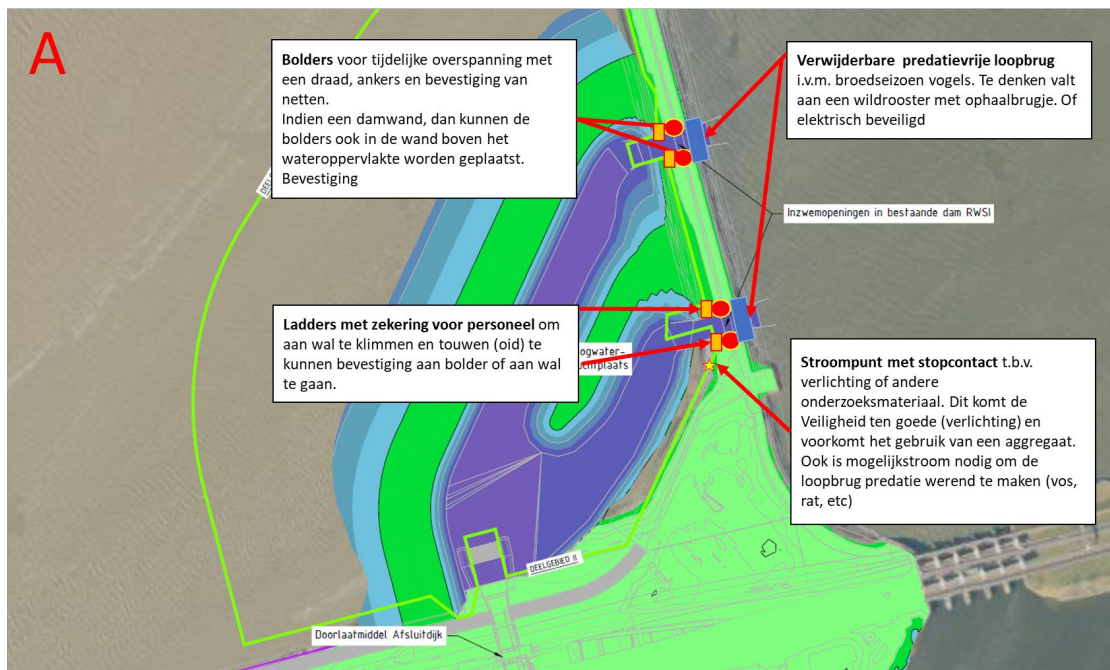 A
Bolders voor tijdelijke overspanning met
een draad, ankers en bevestiging van
netten.
Indien een damwand, dan kunnen de
bolders ook in de wand boven het
wateroppervlakte worden geplaatst.
Bevestiging
Verwijderbare predatievrije loopbrug
i.v.m. broedseizoen vogels. Te denken valt
aan een wildrooster met ophaalbrugje. Of
elektrisch beveiligd
DEEL
Inzwemopeningen in bestaande dam RWSI
Ladders met zekering voor personeel om
aan wal te klimmen en touwen (oid) te
kunnen bevestiging aan bolder of aan wal
te gaan.
oogwater-
Stroompunt met stopcontact t.b.v.
verlichting of andere
onderzoeksmateriaal. Dit komt de
Veiligheid ten goede (verlichting) en
voorkomt het gebruik van een aggregaat.
Ook is mogelijkstroom nodig om de
loopbrug predatie werend te maken (vos,
rat, etc)
DEELGEBIED II
Doorlaatmiddel Afsluitdijk